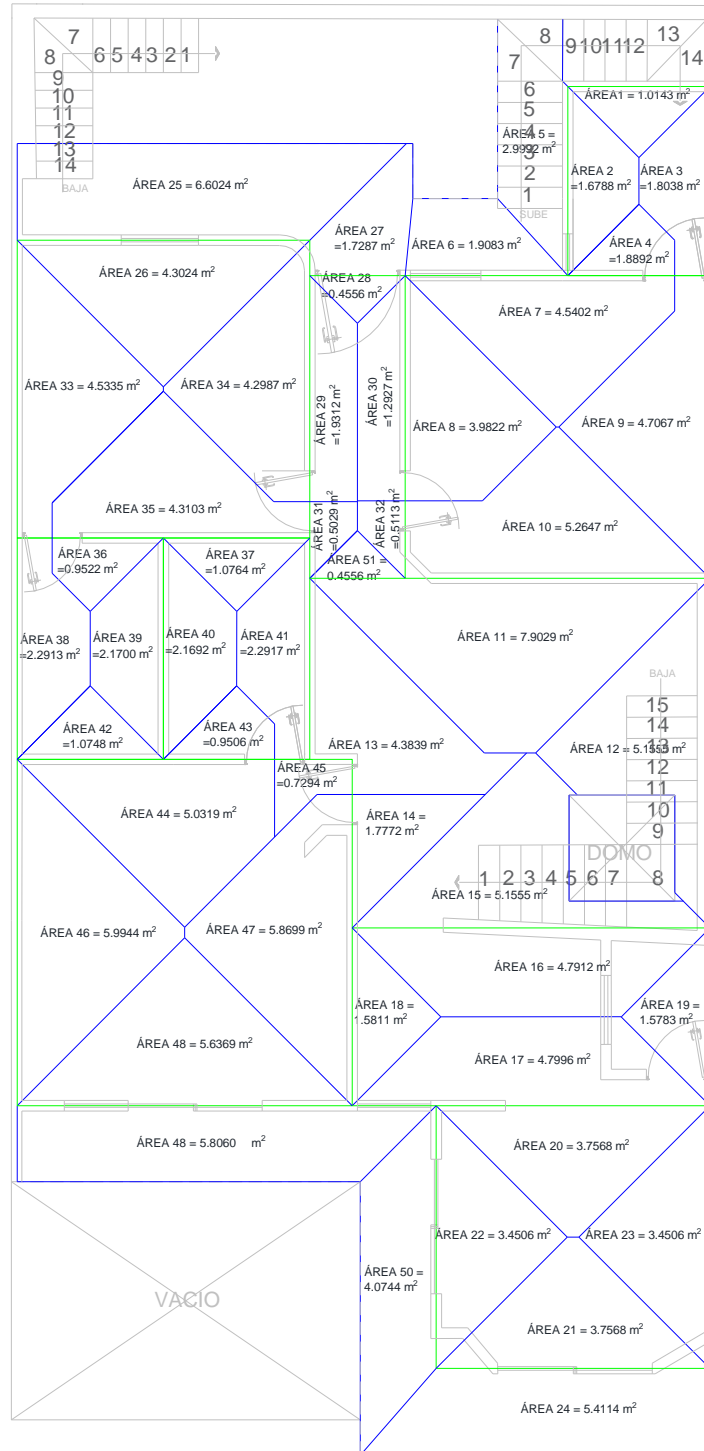 7
8
6 5 4 3 2 1
9
10
11
12
13
14
BAJA
8
9 10 11 12
13
14
7
6
5
4
3
2
1
SUBE
ÁREA1 = 1.0143 m²
ÁREA 5 =
2.9992 m²
ÁREA 2
=1.6788 m²
ÁREA 3
=1.8038 m²
ÁREA 4
=1.8892 m²
ÁREA 25 = 6.6024 m²
ÁREA 27
=1.7287 m²
ÁREA 6 = 1.9083 m²
ÁREA 26 = 4.3024 m²
ÁREA 28
=0.4556 m²
ÁREA 7 = 4.5402 m²
ÁREA 33 = 4.5335 m²
ÁREA 34 = 4.2987 m²
ÁREA 29
=1.9312 m²
ÁREA 30
=1.2927 m²
ÁREA 8 = 3.9822 m²
ÁREA 9 = 4.7067 m²
ÁREA 35 = 4.3103 m²
ÁREA 31
=0.5029 m²
ÁREA 32
=0.5113 m²
ÁREA 10 = 5.2647 m²
ÁREA 36
=0.9522 m²
ÁREA 37
=1.0764 m²
ÁREA 51 =
0.4556 m²
ÁREA 38
=2.2913 m²
ÁREA 39
=2.1700 m²
ÁREA 40
=2.1692 m²
ÁREA 41
=2.2917 m²
ÁREA 11 = 7.9029 m²
BAJA
15
14
13
12
11
10
9
ÁREA 42
=1.0748 m²
ÁREA 43
=0.9506 m²
ÁREA 13 = 4.3839 m²
ÁREA 12 = 5.1555 m²
ÁREA 45
=0.7294 m²
ÁREA 44 = 5.0319 m²
ÁREA 14 =
1.7772 m²
DOMO
1 2 3 4 5 6 7 8
ÁREA 15 = 5.1555 m²
ÁREA 46 = 5.9944 m²
ÁREA 47 = 5.8699 m²
ÁREA 16 = 4.7912 m²
ÁREA 18 =
1.5811 m²
ÁREA 19 =
1.5783 m²
ÁREA 48 = 5.6369 m²
ÁREA 17 = 4.7996 m²
ÁREA 48 = 5.8060 m²
ÁREA 20 = 3.7568 m²
ÁREA 22 = 3.4506 m²
ÁREA 23 = 3.4506 m²
ÁREA 50 =
4.0744 m²
VACIO
ÁREA 21 = 3.7568 m²
ÁREA 24 = 5.4114 m²